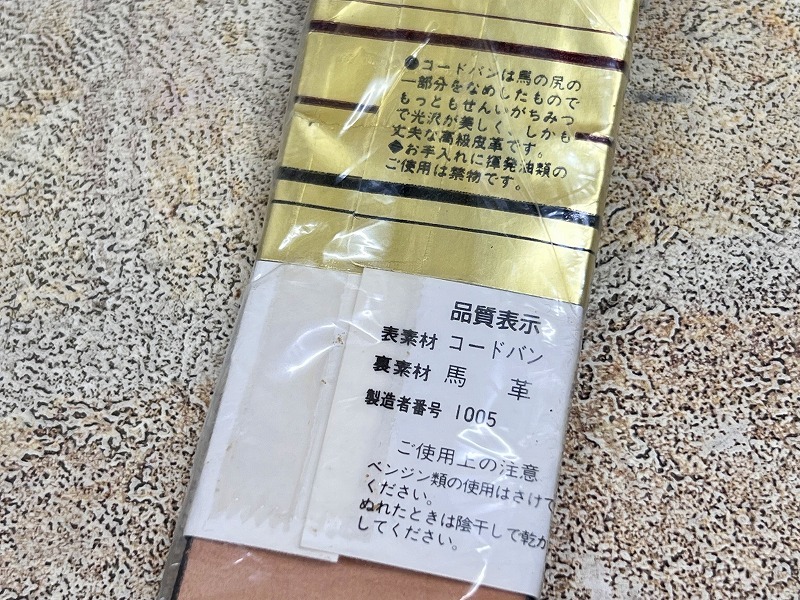 ●コードバンは馬の尻の
一部分をなめしたもので
もっともせんいがちみつ
で光沢が美しく、しかも
丈夫な高級皮革です。
●お手入れに揮発油類の
ご使用は禁物です。
品質表示
表素材 コードバン
裏素材 馬 革
製造者番号 1005
ご使用上の注意
ベンジン類の使用はさけて
ください。
ぬれたときは陰干しで乾か
してください。